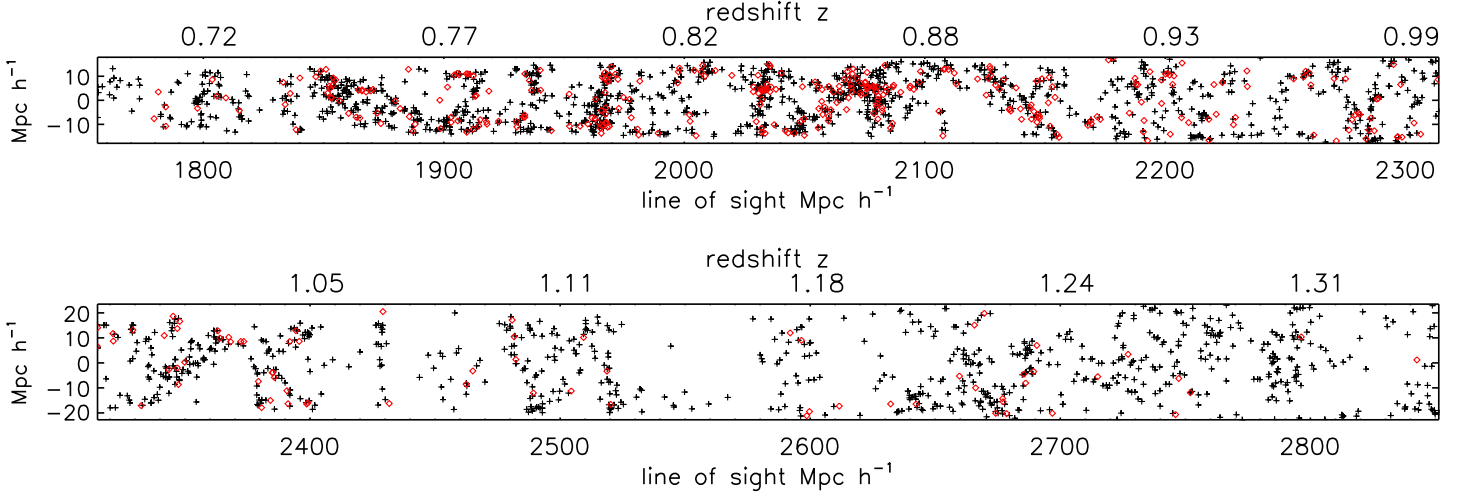 redshift z
0.72 0.77 0.82 0.88 0.93 0.99
Mpc h⁻¹
10
0
−10
1800 1900 2000 2100 2200 2300
line of sight Mpc h⁻¹
redshift z
1.05 1.11 1.18 1.24 1.31
Mpc h⁻¹
20
10
0
−10
−20
2400 2500 2600 2700 2800
line of sight Mpc h⁻¹